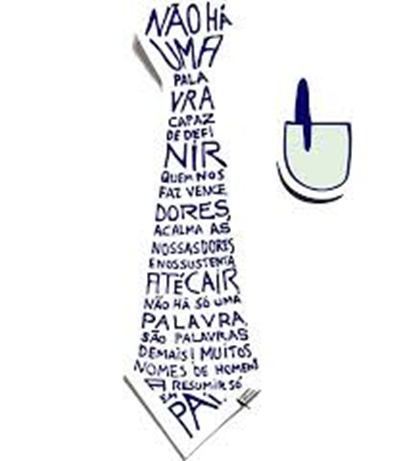 NÃO HÁ
UMA
PALA
VRA
CAPAZ
DE DEFI
NIR
QUEM NOS
FAZ VENCE
DORES,
ACALMA AS
NOSSAS DORES
E NOS SUSTENTA
ATÉ CAIR,
NÃO HÁ SÓ UMA
PALAVRA,
SÃO PALAVRAS
DEMAIS! MUITOS
NOMES DE HOMENS
A RESUMIR SÓ
EM
PAI.